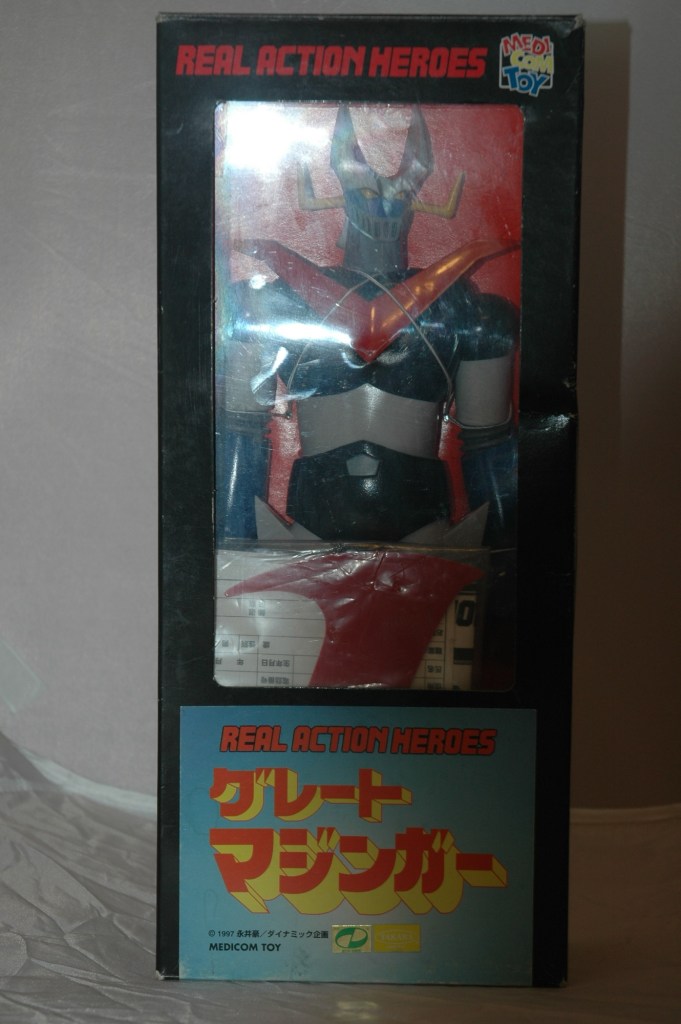 REAL ACTION HEROES
MEDI
COM
TOY
REAL ACTION HEROES
グレート
マジンガー
© 1997 永井豪／ダイナミック企画
MEDICOM TOY